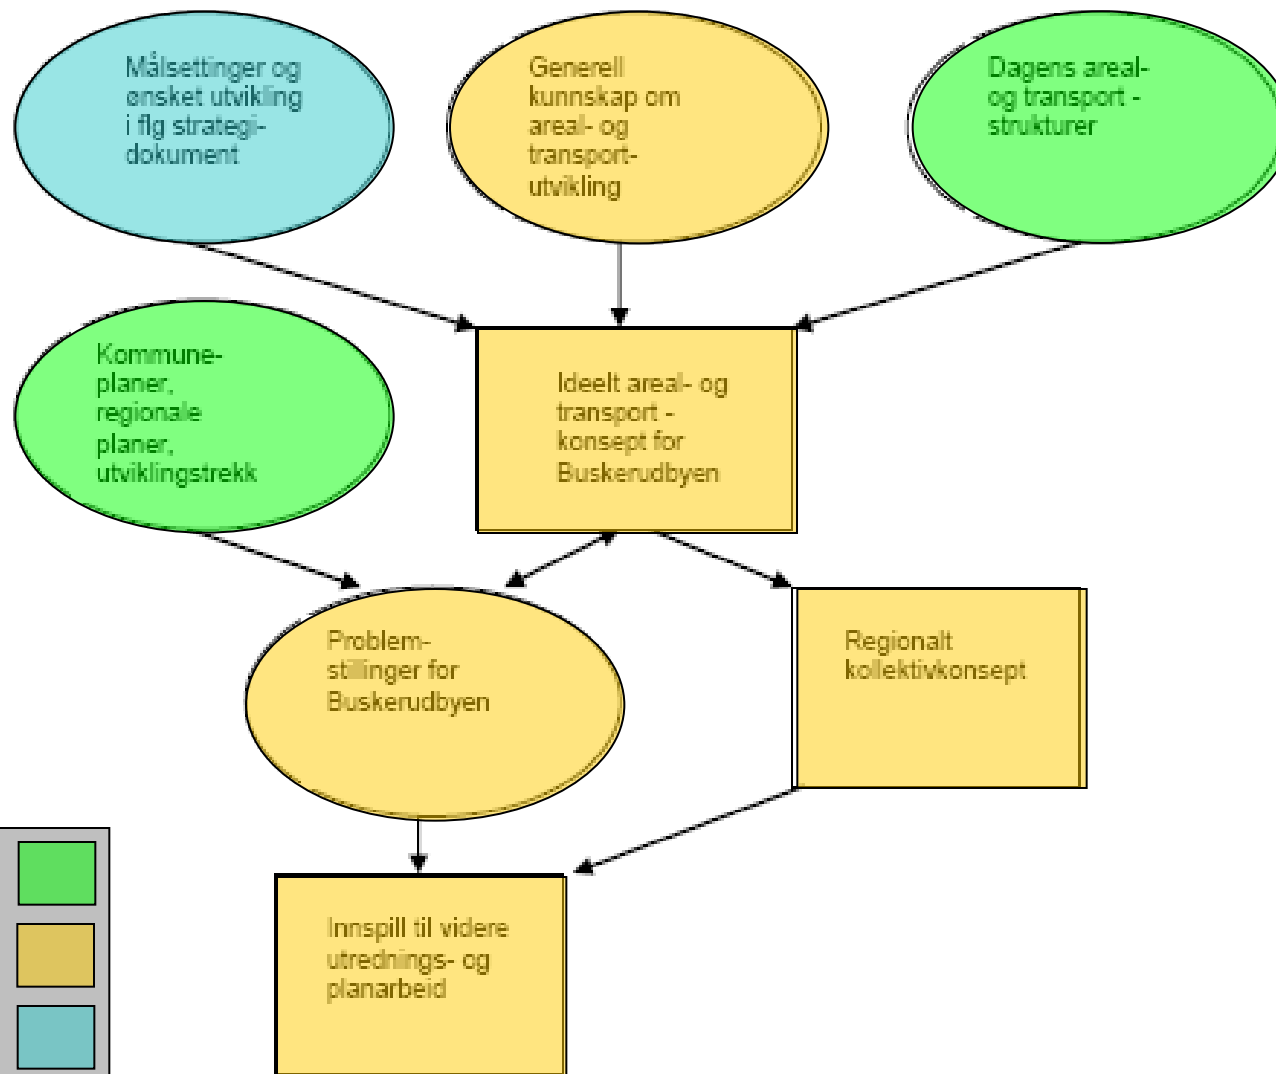 Målsettinger og
ønsket utvikling
i flg strategi-
dokument
Generell
kunnskap om
areal- og
transport-
utvikling
Dagens areal-
og transport -
strukturer
Kommune-
planer,
regionale
planer,
utviklingstrekk
Ideelt areal- og
transport -
konsept for
Buskerudbyen
Problem-
stillinger for
Buskerudbyen
Regionalt
kollektivkonsept
Innspill til videre
utrednings- og
planarbeid